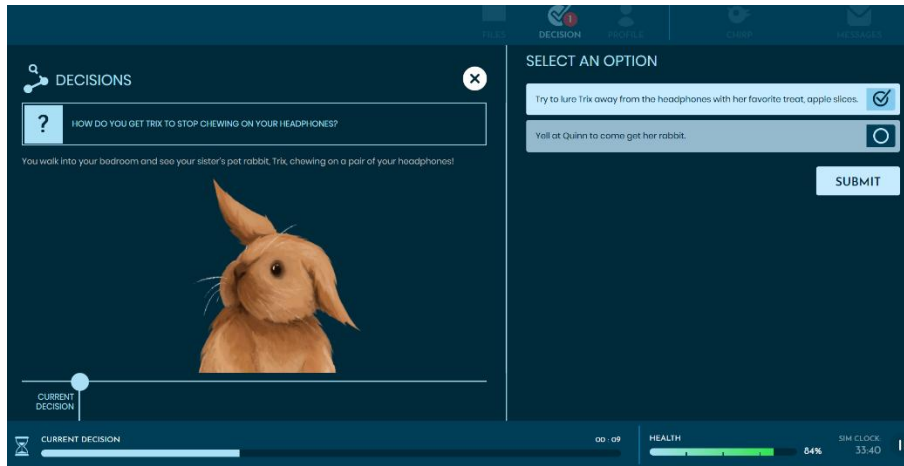 TILES
DECISION
1
PROFILE
CHIRP
MESSAGES
DECISIONS
?
HOW DO YOU GET TRIX TO STOP CHEWING ON YOUR HEADPHONES?
You walk into your bedroom and see your sister's pet rabbit, Trix, chewing on a pair of your headphones!
CURRENT
DECISION
SELECT AN OPTION
Try to lure Trix away from the headphones with her favorite treat, apple slices.
Yell at Quinn to come get her rabbit.
SUBMIT
CURRENT DECISION
00 : 09
HEALTH
84%
SIM CLOCK
33:40